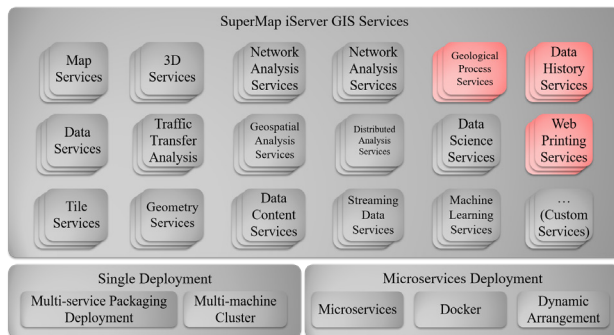 SuperMap iServer GIS Services
Map
Services
3D
Services
Network
Analysis
Services
Network
Analysis
Services
Geological
Process
Services
Data
History
Services
Data
Services
Traffic
Transfer
Analysis
Geospatial
Analysis
Services
Distributed
Analysis
Services
Data
Science
Services
Web
Printing
Services
Tile
Services
Geometry
Services
Data
Content
Services
Streaming
Data
Services
Machine
Learning
Services
…
(Custom
Services)
Single Deployment
Multi-service Packaging
Deployment
Multi-machine
Cluster
Microservices Deployment
Microservices
Docker
Dynamic
Arrangement